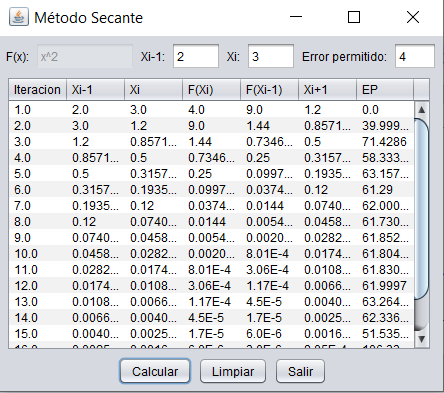 Método Secante
F(x): x^2 Xi-1: 2 Xi: 3 Error permitido: 4
Iteracion Xi-1 Xi F(Xi) F(Xi-1) Xi+1 EP
1.0 2.0 3.0 4.0 9.0 1.2 0.0
2.0 3.0 1.2 9.0 1.44 0.8571... 39.999...
3.0 1.2 0.8571... 1.44 0.7346... 0.5 71.4286
4.0 0.8571... 0.5 0.7346... 0.25 0.3157... 58.333...
5.0 0.5 0.3157... 0.25 0.0997... 0.1935... 63.157...
6.0 0.3157... 0.1935... 0.0997... 0.0374... 0.12 61.29
7.0 0.1935... 0.12 0.0374... 0.0144 0.0740... 62.000...
8.0 0.12 0.0740... 0.0144 0.0054... 0.0458... 61.730...
9.0 0.0740... 0.0458... 0.0054... 0.0020... 0.0282... 61.852...
10.0 0.0458... 0.0282... 0.0020... 8.01E-4 0.0174... 61.804...
11.0 0.0282... 0.0174... 8.01E-4 3.06E-4 0.0108... 61.830...
12.0 0.0174... 0.0108... 3.06E-4 1.17E-4 0.0066... 61.9997
13.0 0.0108... 0.0066... 1.17E-4 4.5E-5 0.0040... 63.264...
14.0 0.0066... 0.0040... 4.5E-5 1.7E-5 0.0025... 62.336...
15.0 0.0040... 0.0025... 1.7E-5 6.0E-6 0.0016... 51.535...
Calcular Limpiar Salir